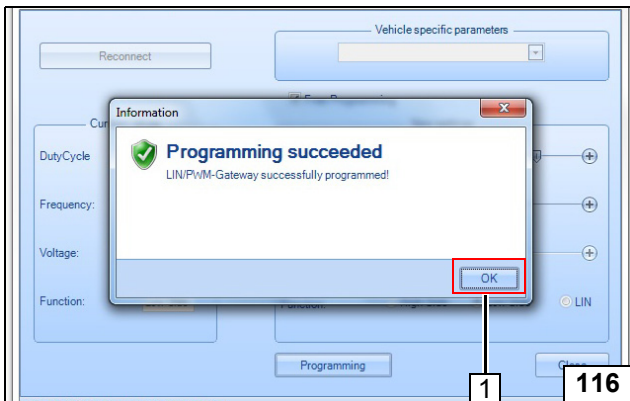 Vehicle specific parameters
Reconnect
Information
Programming succeeded
LIN/PWM-Gateway successfully programmed!
DutyCycle
Frequency:
Voltage:
OK
Function:
LIN
Programming
1
116